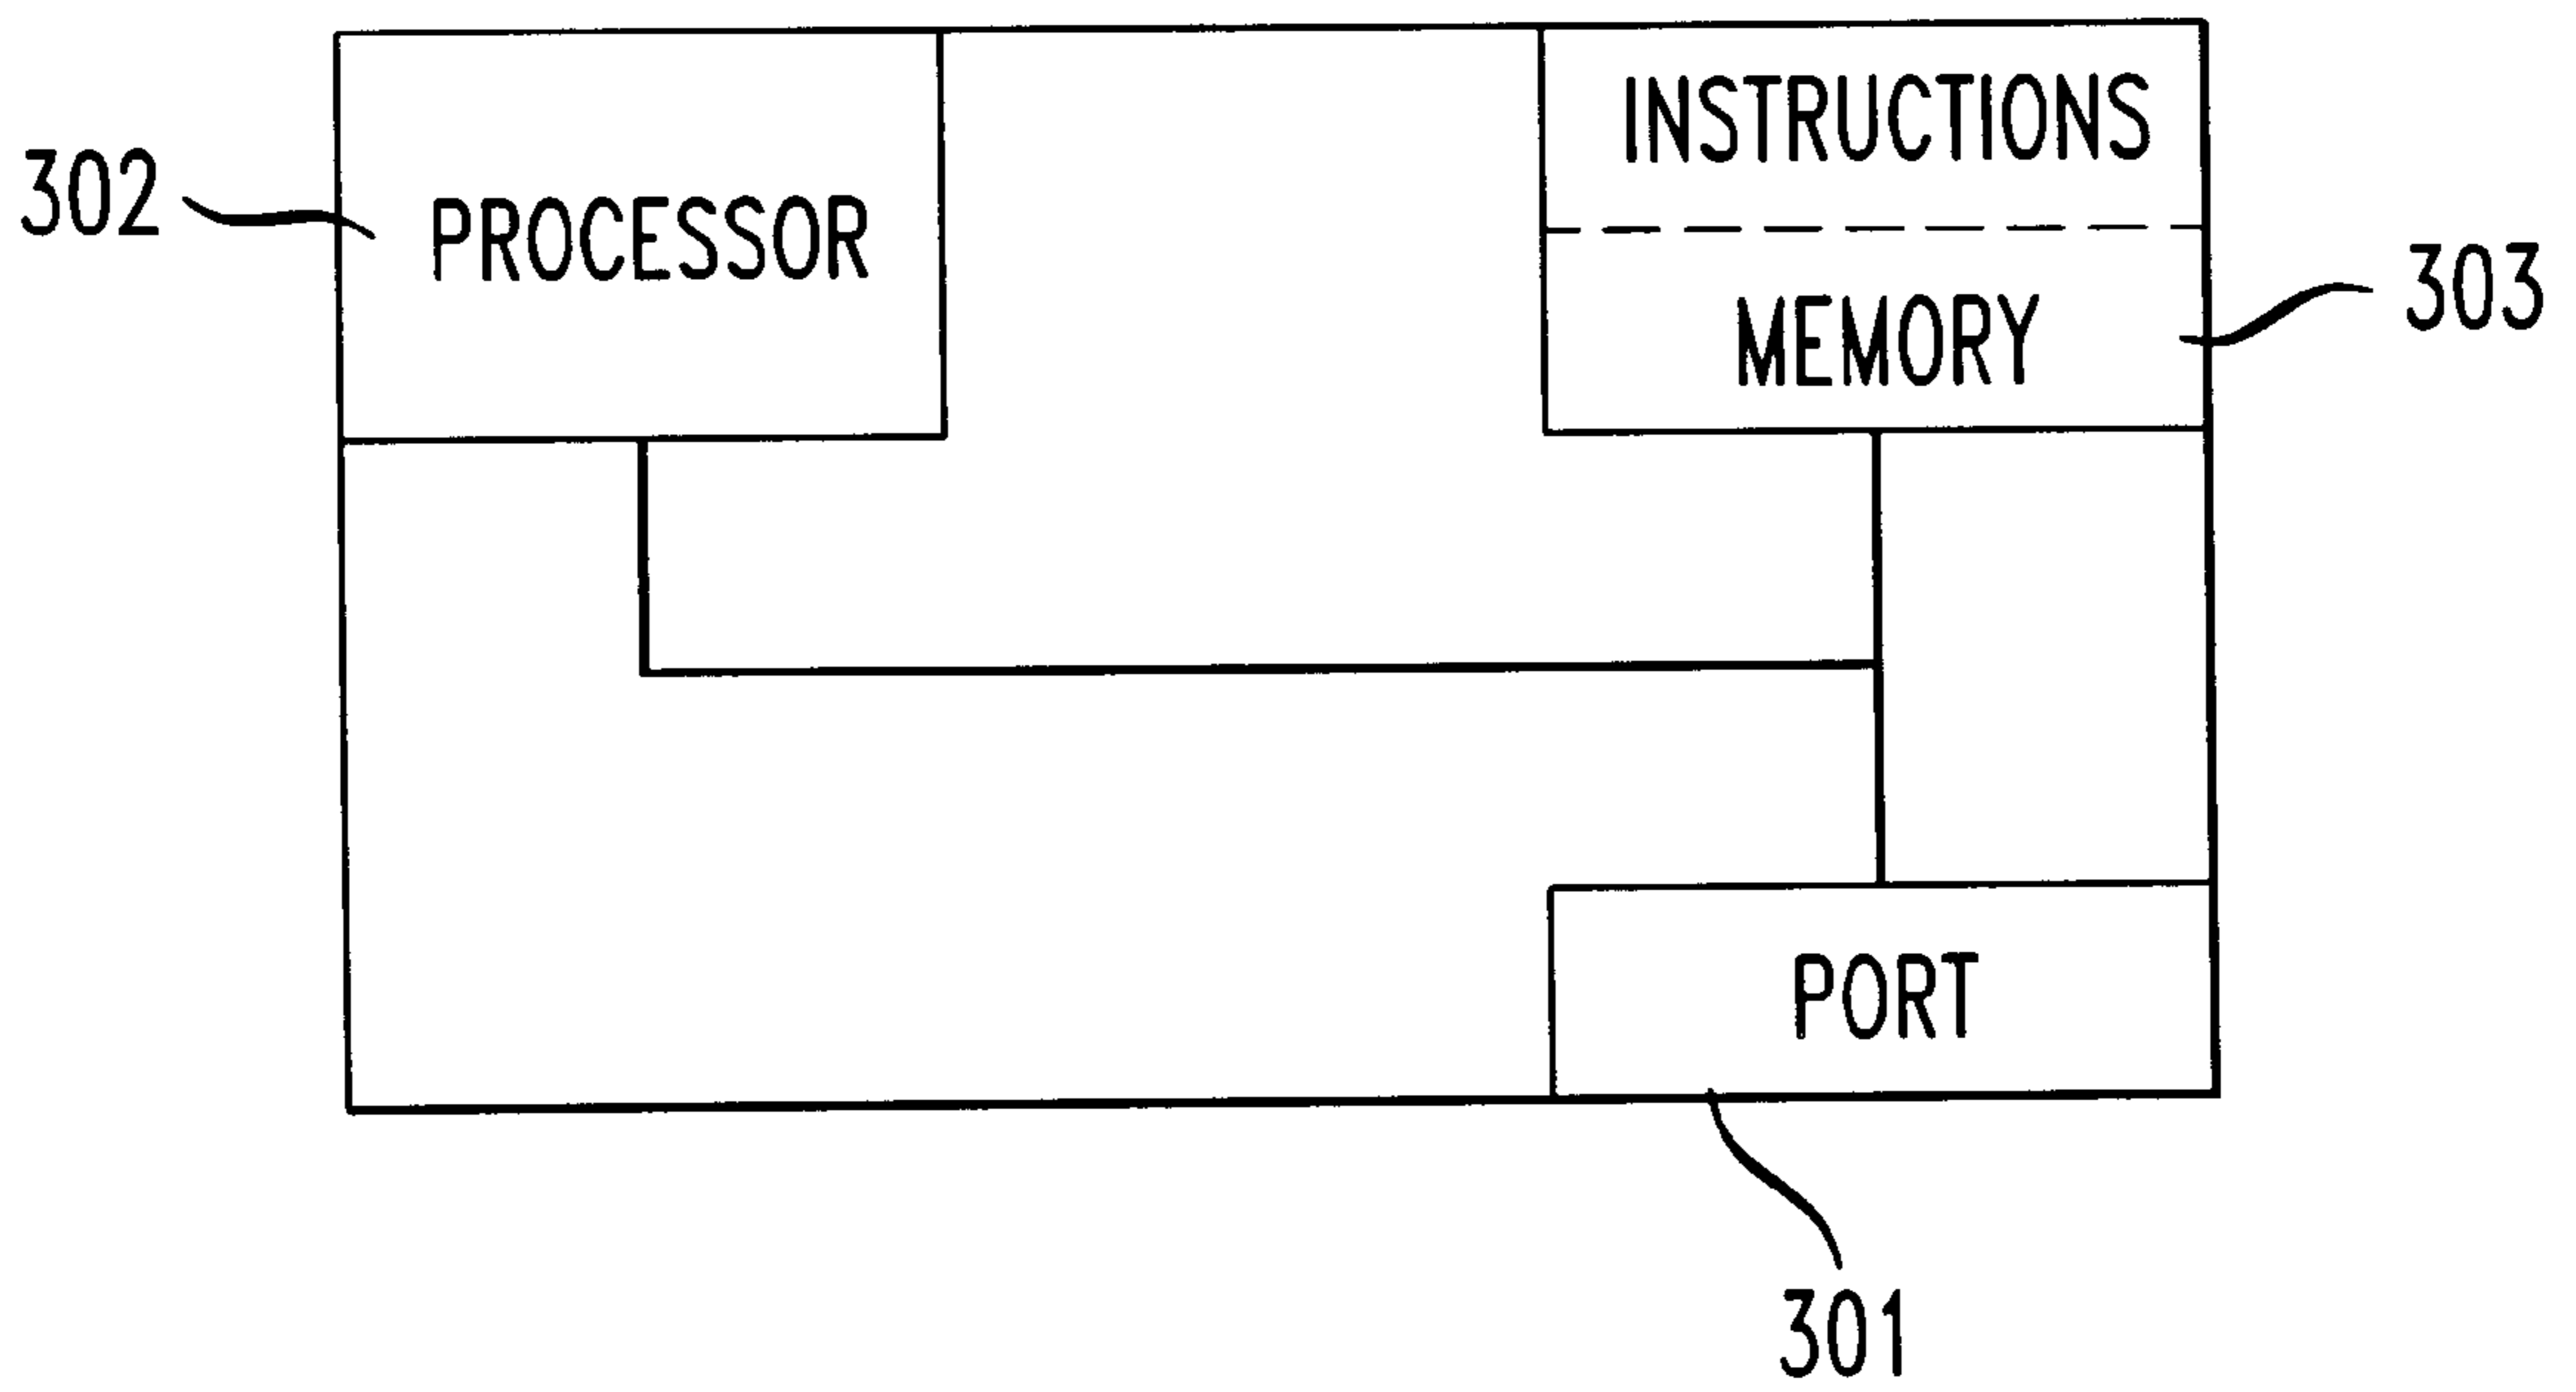 INSTRUCTIONS
302
PROCESSOR
303
MEMORY
PORT
301